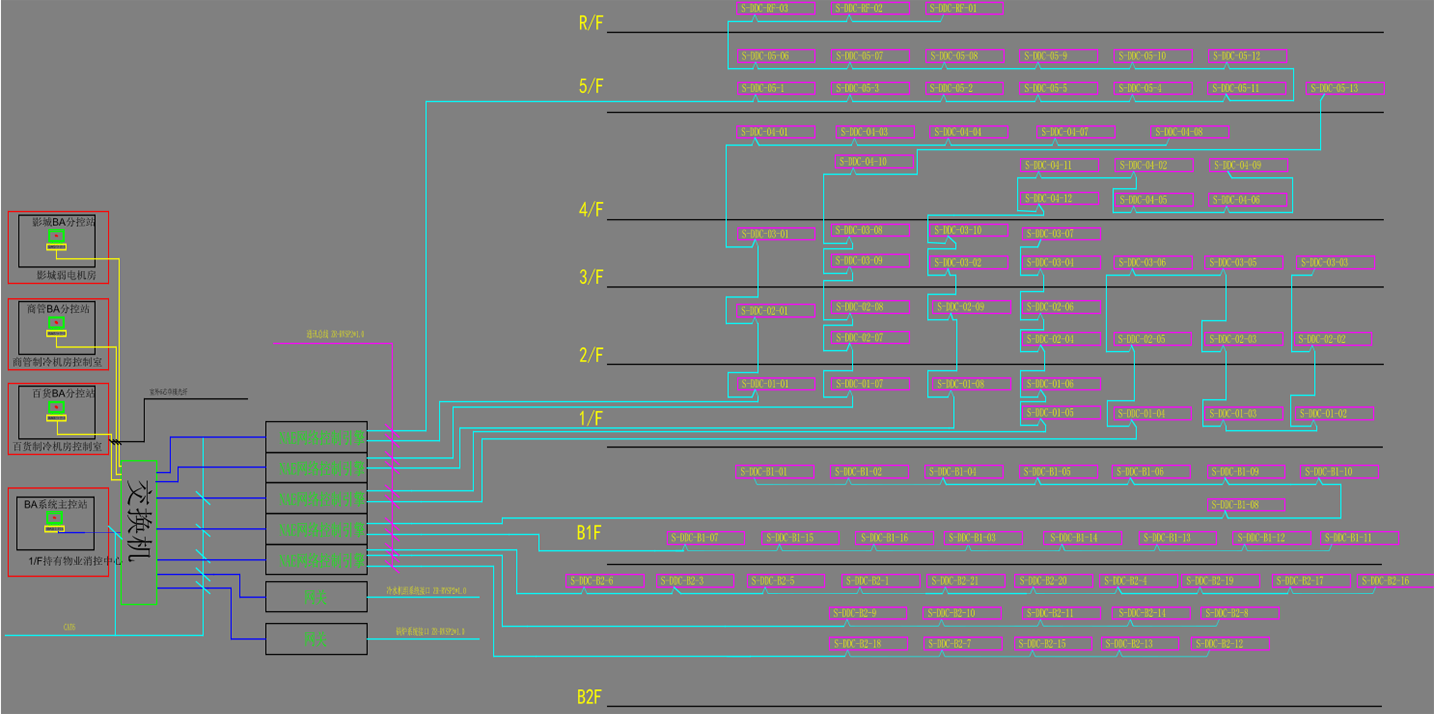 R/F
S-DDC-RF-03
S-DDC-RF-02
S-DDC-RF-01
S-DDC-05-06
S-DDC-05-07
S-DDC-05-08
S-DDC-05-9
S-DDC-05-10
S-DDC-05-12
5/F
S-DDC-05-1
S-DDC-05-3
S-DDC-05-2
S-DDC-05-5
S-DDC-05-4
S-DDC-05-11
S-DDC-05-13
S-DDC-04-01
S-DDC-04-03
S-DDC-04-04
S-DDC-04-07
S-DDC-04-08
S-DDC-04-10
S-DDC-04-11
S-DDC-04-02
S-DDC-04-09
S-DDC-04-12
S-DDC-04-05
S-DDC-04-06
4/F
S-DDC-03-01
S-DDC-03-08
S-DDC-03-10
S-DDC-03-07
S-DDC-03-09
S-DDC-03-02
S-DDC-03-04
S-DDC-03-06
S-DDC-03-05
S-DDC-03-03
3/F
S-DDC-02-01
S-DDC-02-08
S-DDC-02-09
S-DDC-02-06
S-DDC-02-07
S-DDC-02-04
S-DDC-02-05
S-DDC-02-03
S-DDC-02-02
2/F
S-DDC-01-01
S-DDC-01-07
S-DDC-01-08
S-DDC-01-06
S-DDC-01-05
S-DDC-01-04
S-DDC-01-03
S-DDC-01-02
1/F
S-DDC-B1-01
S-DDC-B1-02
S-DDC-B1-04
S-DDC-B1-05
S-DDC-B1-06
S-DDC-B1-09
S-DDC-B1-10
S-DDC-B1-08
B1F
S-DDC-B1-07
S-DDC-B1-15
S-DDC-B1-16
S-DDC-B1-03
S-DDC-B1-14
S-DDC-B1-13
S-DDC-B1-12
S-DDC-B1-11
S-DDC-B2-6
S-DDC-B2-3
S-DDC-B2-5
S-DDC-B2-1
S-DDC-B2-21
S-DDC-B2-20
S-DDC-B2-4
S-DDC-B2-19
S-DDC-B2-17
S-DDC-B2-16
S-DDC-B2-9
S-DDC-B2-10
S-DDC-B2-11
S-DDC-B2-14
S-DDC-B2-8
S-DDC-B2-18
S-DDC-B2-7
S-DDC-B2-15
S-DDC-B2-13
S-DDC-B2-12
B2F
影城BA分控站
影城弱电机房
商管BA分控站
商管制冷机房控制室
百货BA分控站
百货制冷机房控制室
BA系统主控站
1/F持有物业消控中心
交换机
通讯总线 ZR-RVSP2*1.0
NAE网络控制引擎
NAE网络控制引擎
NAE网络控制引擎
NAE网络控制引擎
NAE网络控制引擎
网关
网关
CAT6